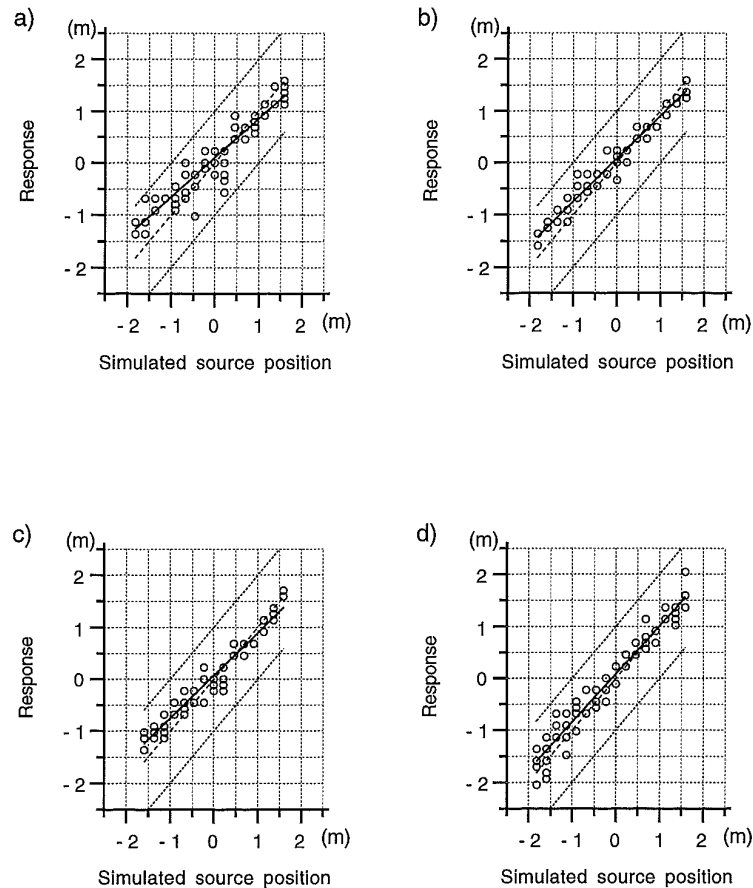 a)
(m)
2
1
0
- 1
- 2
Response
- 2 - 1 0 1 2 (m)
Simulated source position
b)
(m)
2
1
0
- 1
- 2
Response
- 2 - 1 0 1 2 (m)
Simulated source position
c)
(m)
2
1
0
- 1
- 2
Response
- 2 - 1 0 1 2 (m)
Simulated source position
d)
(m)
2
1
0
- 1
- 2
Response
- 2 - 1 0 1 2 (m)
Simulated source position